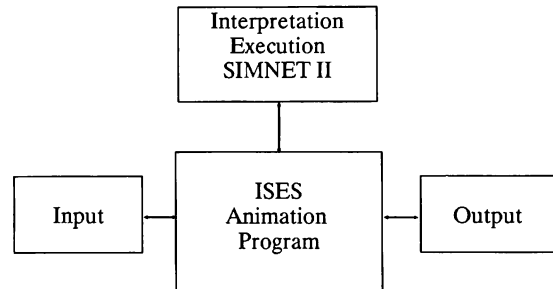 Interpretation
Execution
SIMNET II
ISES
Animation
Program
Input
Output